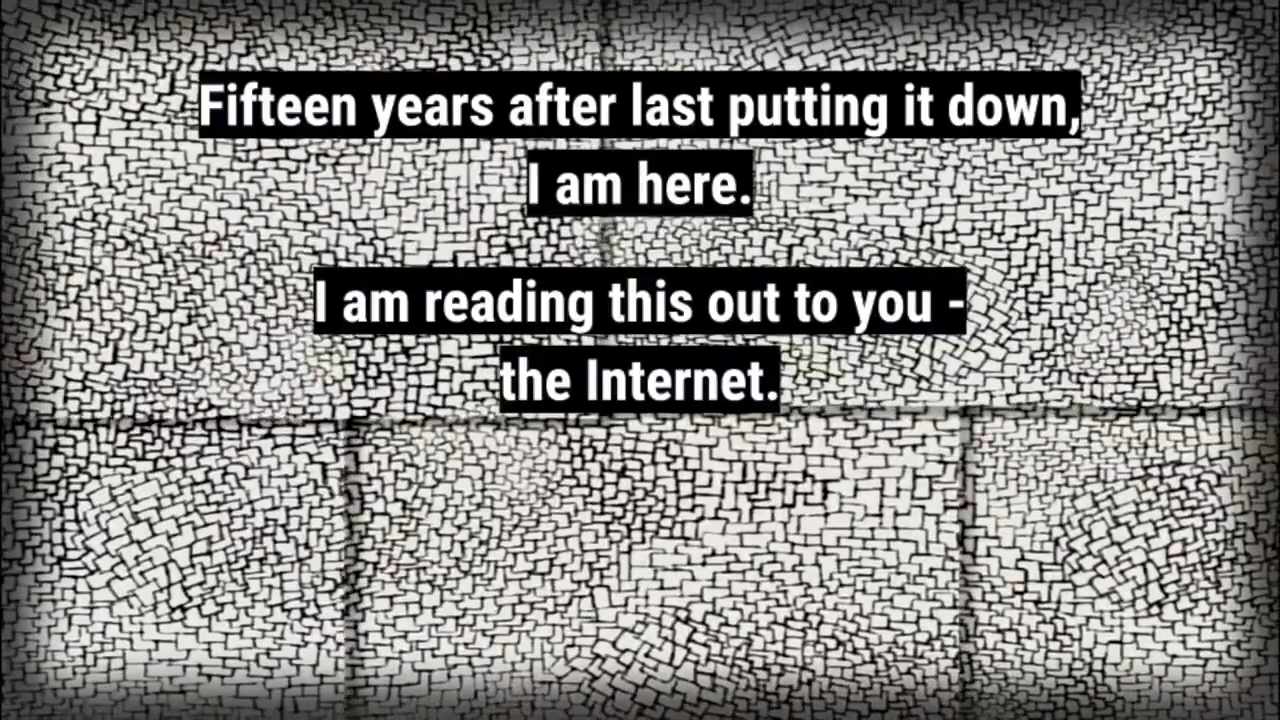 Fifteen years after last putting it down,
I am here.
I am reading this out to you -
the Internet.